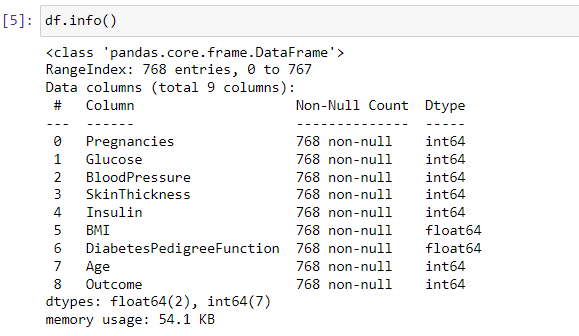 [5]: df.info()
<class 'pandas.core.frame.DataFrame'>
RangeIndex: 768 entries, 0 to 767
Data columns (total 9 columns):
 #   Column                    Non-Null Count  Dtype
---  ------                    --------------  -----
 0   Pregnancies               768 non-null    int64
 1   Glucose                   768 non-null    int64
 2   BloodPressure             768 non-null    int64
 3   SkinThickness             768 non-null    int64
 4   Insulin                   768 non-null    int64
 5   BMI                       768 non-null    float64
 6   DiabetesPedigreeFunction  768 non-null    float64
 7   Age                       768 non-null    int64
 8   Outcome                   768 non-null    int64
dtypes: float64(2), int64(7)
memory usage: 54.1 KB